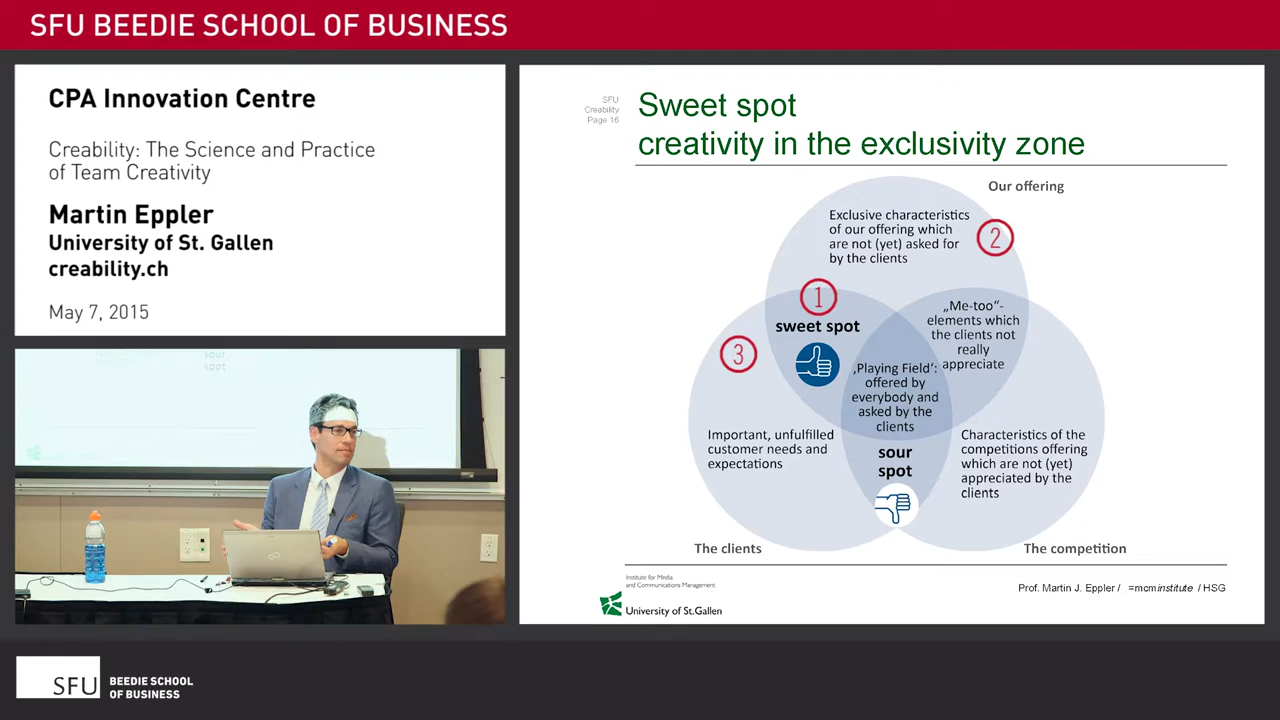 SFU BEEDIE SCHOOL OF BUSINESS
CPA Innovation Centre
Creability: The Science and Practice
of Team Creativity
Martin Eppler
University of St. Gallen
creability.ch
May 7, 2015
sour
spot
SFU
Creability
Page 16
Sweet spot
creativity in the exclusivity zone
Our offering
Exclusive characteristics
of our offering which
are not (yet) asked for
by the clients
2
1
sweet spot
3
„Me-too“-
elements which
the clients not
really
appreciate
‚Playing Field‘:
offered by
everybody and
asked by the
clients
Important, unfulfilled
customer needs and
expectations
sour
spot
Characteristics of the
competitions offering
which are not (yet)
appreciated by the
clients
The clients
The competition
Institute for Media
and Communications Management
University of St.Gallen
Prof. Martin J. Eppler / =mcminstitute / HSG
SFU
BEEDIE SCHOOL
OF BUSINESS